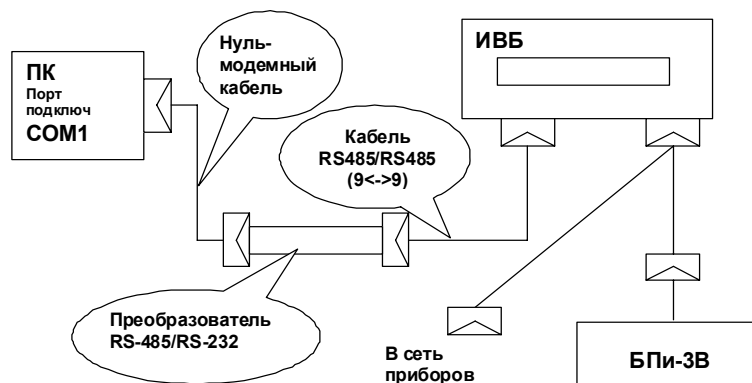 ПК
Порт
подключ
COM1
Нуль-
модемный
кабель
ИВБ
Кабель
RS485/RS485
(9<->9)
Преобразователь
RS-485/RS-232
В сеть
приборов
БПи-3В